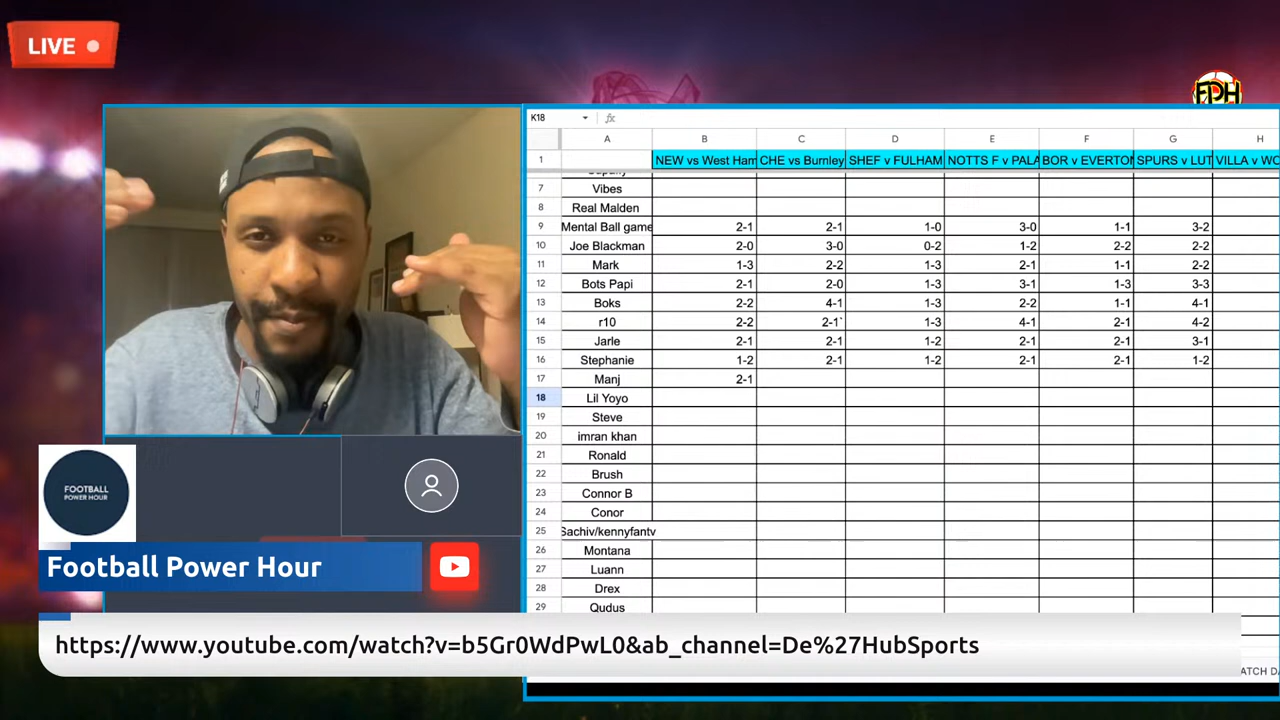 LIVE
FPH
K18 fx
A B C D E F G H
1 NEW vs West Ham CHE vs Burnley SHEF v FULHAM NOTTS F v PALA BOR v EVERTON SPURS v LUT VILLA v WO
7 Vibes
8 Real Malden
9 Mental Ball game 2-1 2-1 1-0 3-0 1-1 3-2
10 Joe Blackman 2-0 3-0 0-2 1-2 2-2 2-2
11 Mark 1-3 2-2 1-3 2-1 1-1 2-2
12 Bots Papi 2-1 2-0 1-3 3-1 1-3 3-3
13 Boks 2-2 4-1 1-3 2-2 1-1 4-1
14 r10 2-2 2-1` 1-3 4-1 2-1 4-2
15 Jarle 2-1 2-1 1-2 2-1 2-1 3-1
16 Stephanie 1-2 2-1 1-2 2-1 2-1 1-2
17 Manj 2-1
18 Lil Yoyo
19 Steve
20 imran khan
21 Ronald
22 Brush
23 Connor B
24 Conor
25 Sachiv/kennyfantv
26 Montana
27 Luann
28 Drex
29 Qudus
ATCH DA
FOOTBALL
POWER HOUR
Football Power Hour
https://www.youtube.com/watch?v=b5Gr0WdPwL0&ab_channel=De%27HubSports